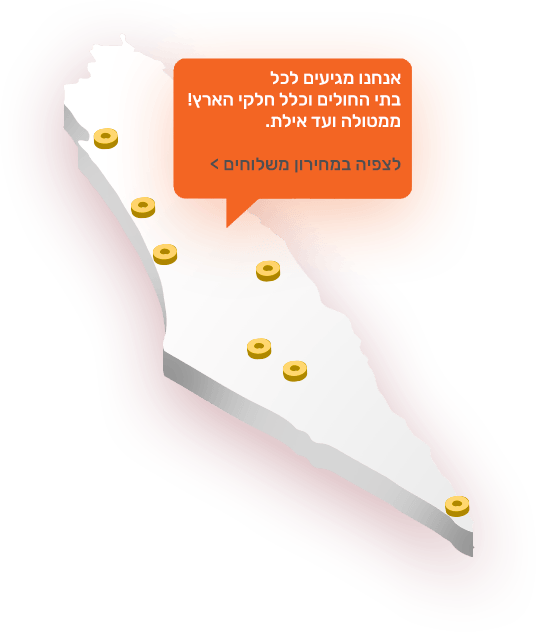 אנחנו מגיעים לכל
בתי החולים וכלל חלקי הארץ!
ממטולה ועד אילת.
לצפיה במחירון משלוחים >